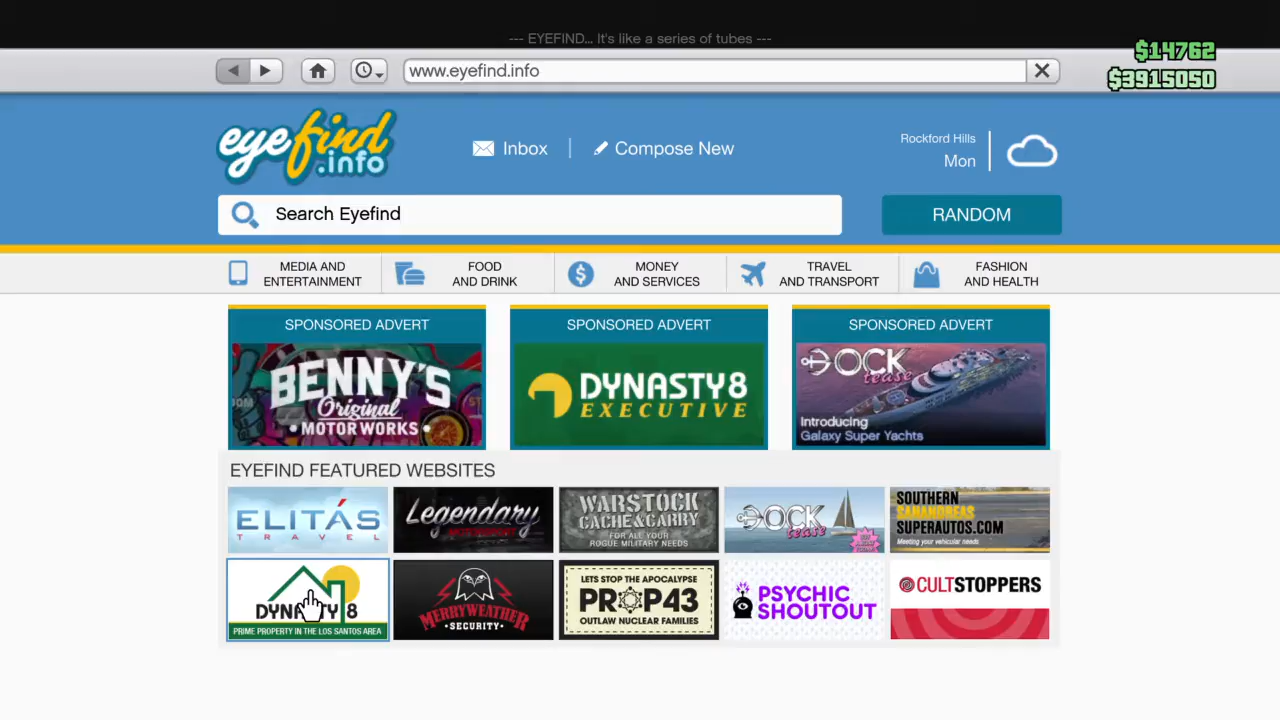 --- EYEFIND... It's like a series of tubes ---
$14762
www.eyefind.info
$3915050
eyefind
.info
Inbox
Compose New
Rockford Hills
Mon
Search Eyefind
RANDOM
MEDIA AND
ENTERTAINMENT
FOOD
AND DRINK
MONEY
AND SERVICES
TRAVEL
AND TRANSPORT
FASHION
AND HEALTH
SPONSORED ADVERT
BENNY'S
Original
• MOTOR WORKS •
SPONSORED ADVERT
DYNASTY 8
EXECUTIVE
SPONSORED ADVERT
DOCK
tease
Introducing
Galaxy Super Yachts
EYEFIND FEATURED WEBSITES
ELITÁS
TRAVEL
Legendary
WARSTOCK
CACHE & CARRY
FOR ALL YOUR
ROGUE MILITARY NEEDS
DOCK
tease
SOUTHERN
SANANDREAS
SUPERAUTOS.COM
Meeting your vehicular needs
DYNASTY 8
PRIME PROPERTY IN THE LOS SANTOS AREA
MERRYWEATHER
• SECURITY •
LETS STOP THE APOCALYPSE
PROP43
OUTLAW NUCLEAR FAMILIES
PSYCHIC
SHOUTOUT
CULTSTOPPERS